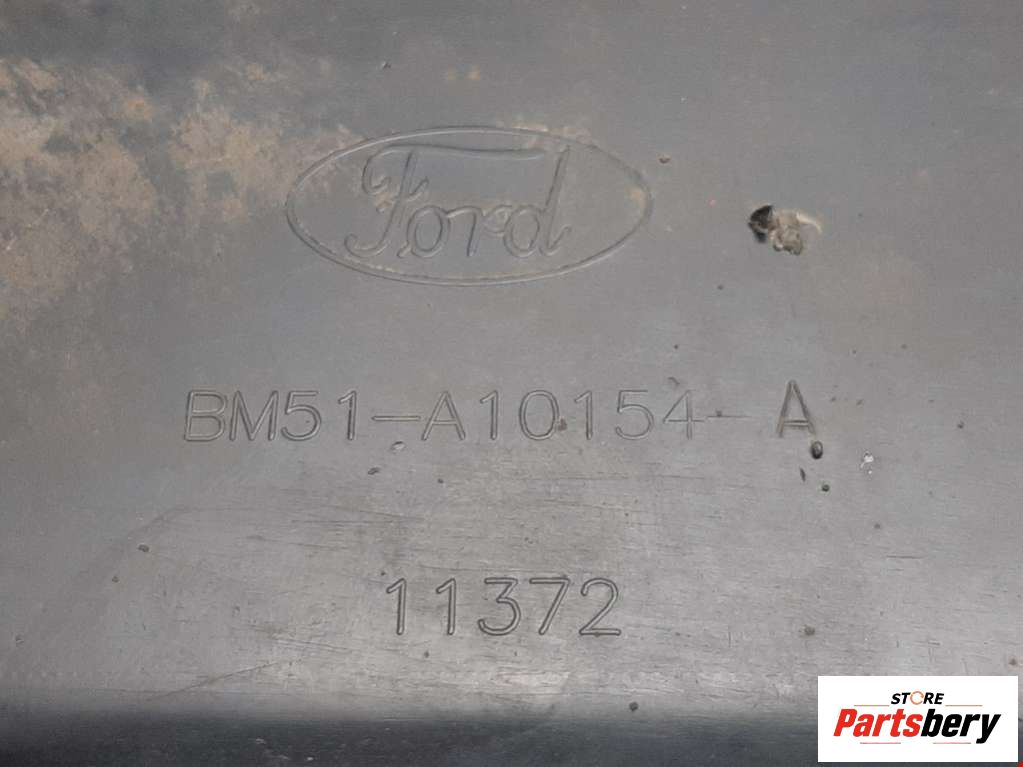 Ford
BM51-A10154-A
11372
STORE
Partsbery